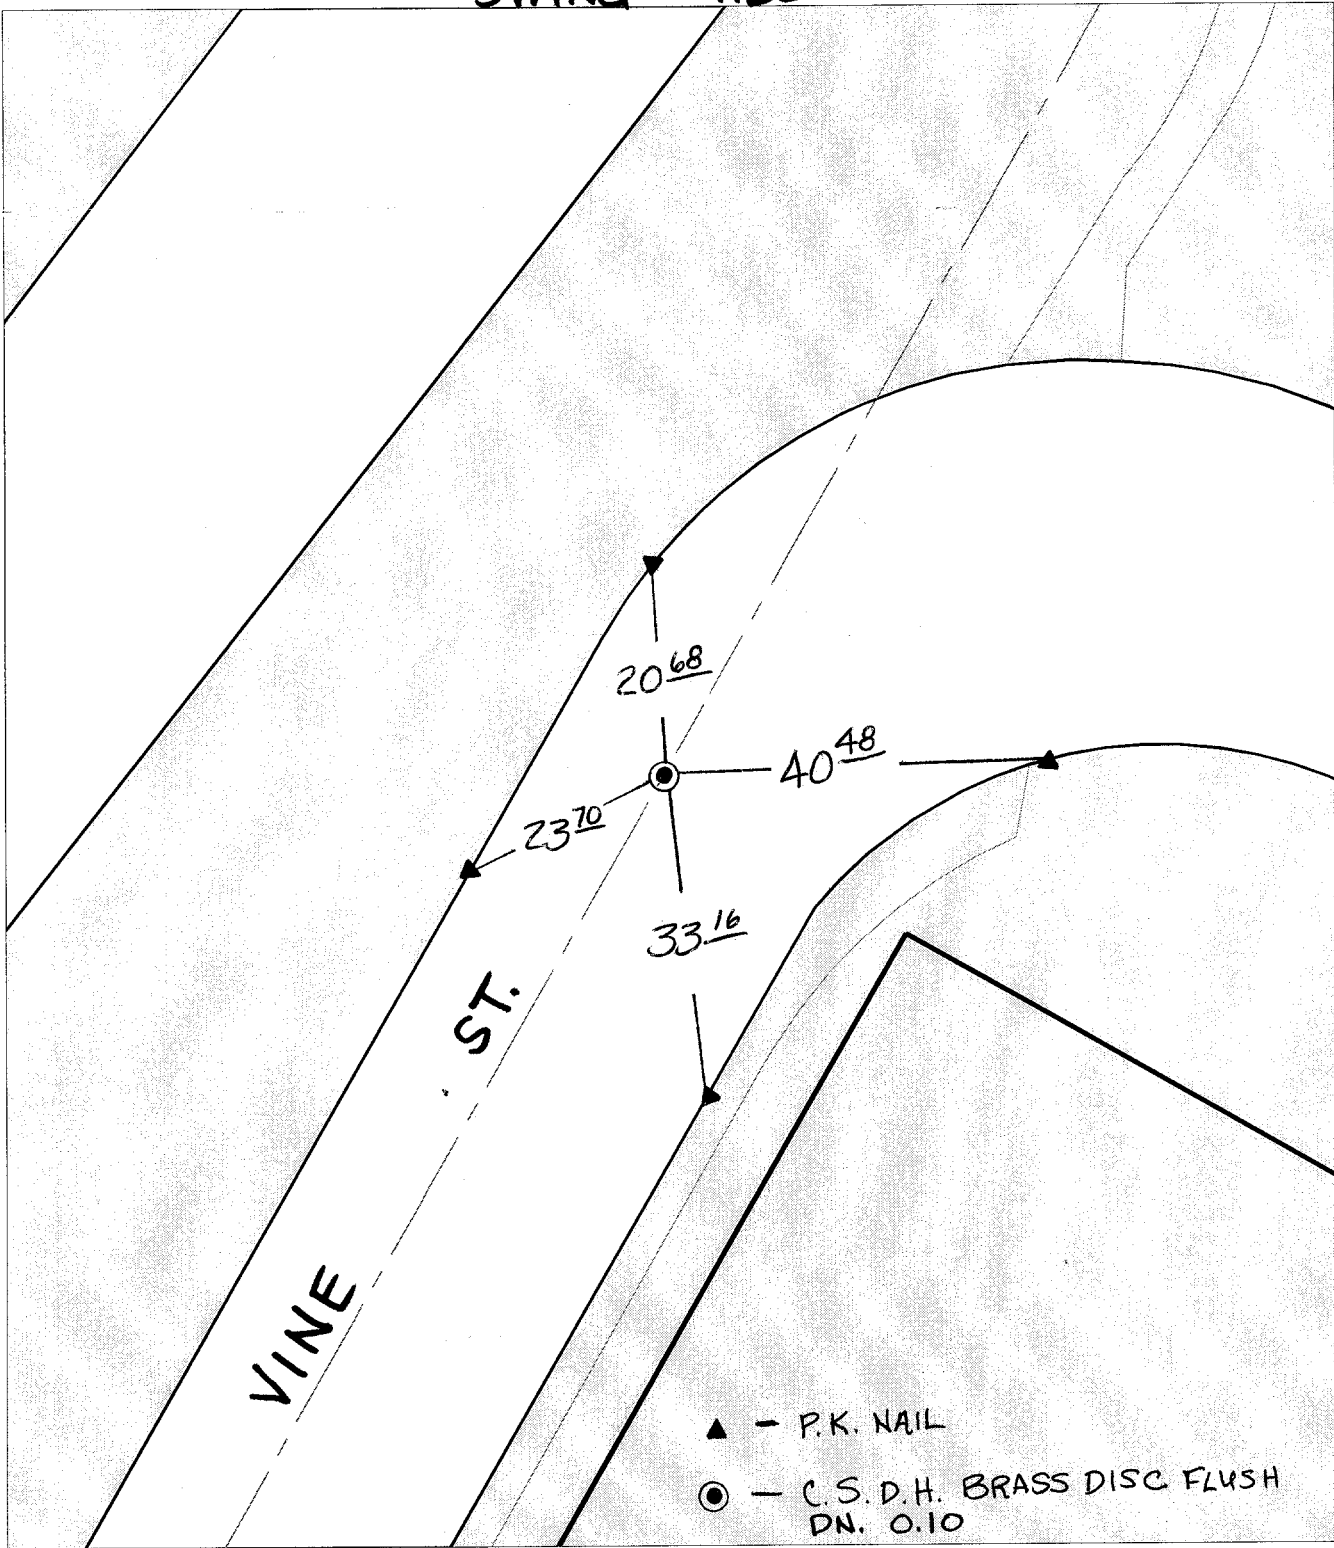 20 68
40 48
23 70
33.16
VINE ST.
▲ - P.K. NAIL
— C.S.D.H. BRASS DISC FLUSH
DN. 0.10